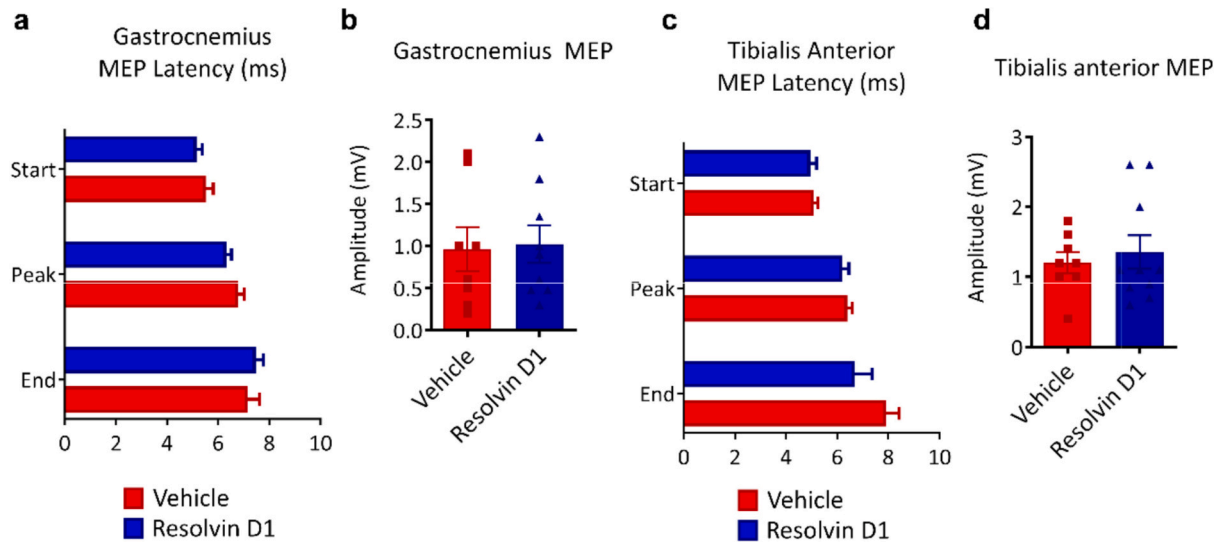 a
Gastrocnemius
MEP Latency (ms)
Start
Peak
End
0 2 4 6 8 10
Vehicle
Resolvin D1
b
Gastrocnemius MEP
Amplitude (mV)
2.5
2.0
1.5
1.0
0.5
0.0
Vehicle
Resolvin D1
c
Tibialis Anterior
MEP Latency (ms)
Start
Peak
End
0 2 4 6 8 10
Vehicle
Resolvin D1
d
Tibialis anterior MEP
Amplitude (mV)
3
2
1
0
Vehicle
Resolvin D1